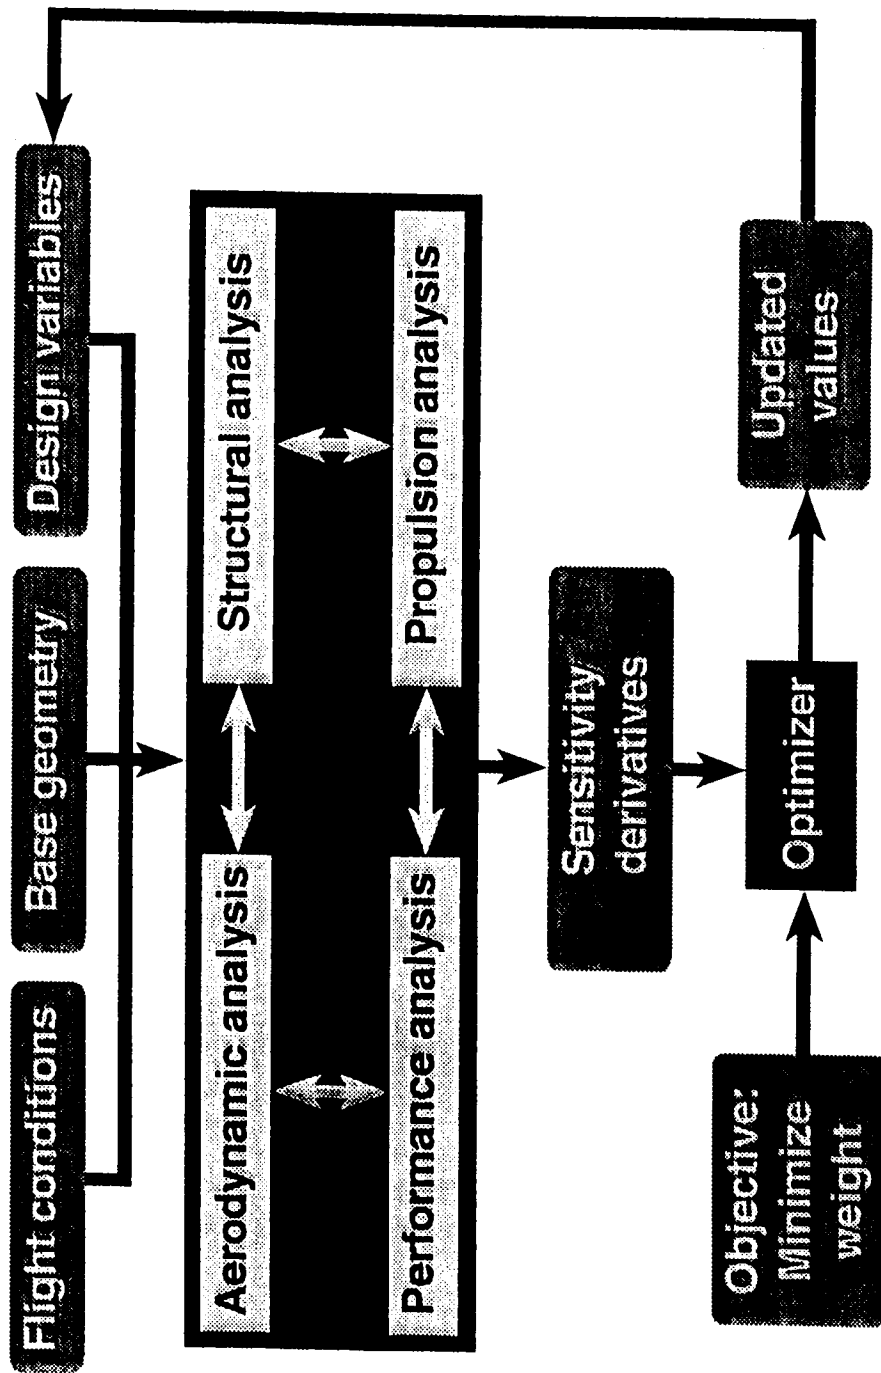 Flight conditions
Base geometry
Design variables
Aerodynamic analysis
Structural analysis
Performance analysis
Propulsion analysis
Sensitivity
derivatives
Objective:
Minimize
weight
Optimizer
Updated
values